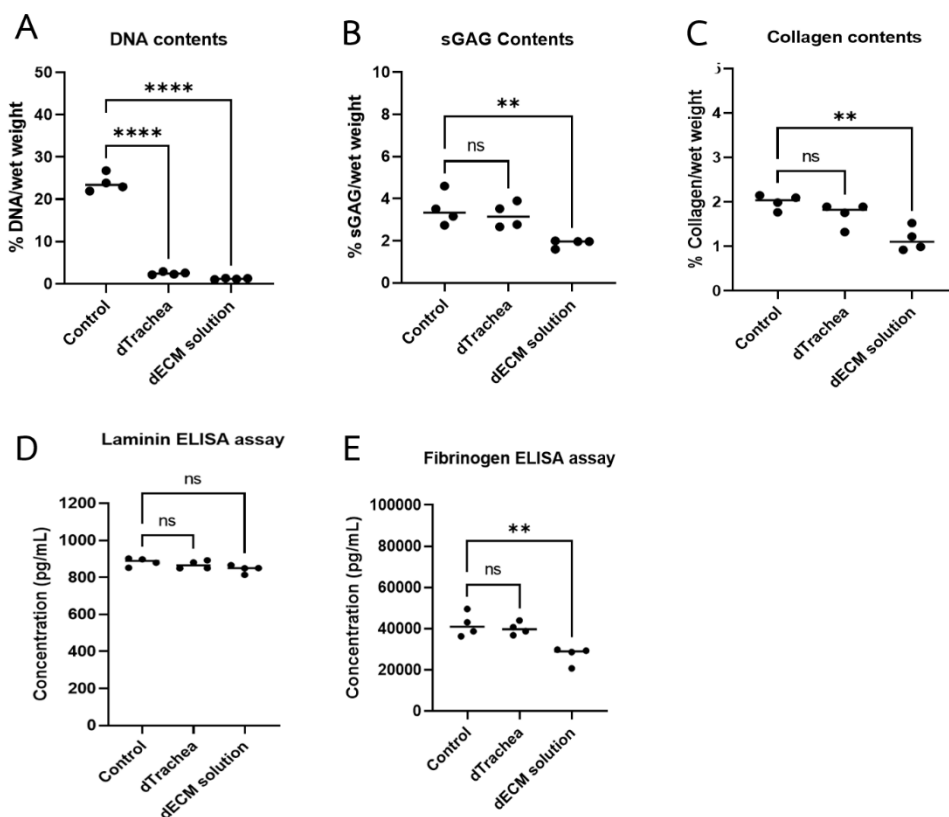 A
DNA contents
% DNA/wet weight
50
40
30
20
10
0
****
****
Control
dTrachea
dECM solution
B
sGAG Contents
% sGAG/wet weight
10
8
6
4
2
0
**
ns
Control
dTrachea
dECM solution
C
Collagen contents
% Collagen/wet weight
5
4
3
2
1
0
**
ns
Control
dTrachea
dECM solution
D
Laminin ELISA assay
Concentration (pg/mL)
1200
1000
800
600
400
200
0
ns
ns
Control
dTrachea
dECM solution
E
Fibrinogen ELISA assay
Concentration (pg/mL)
100000
80000
60000
40000
20000
0
**
ns
Control
dTrachea
dECM solution